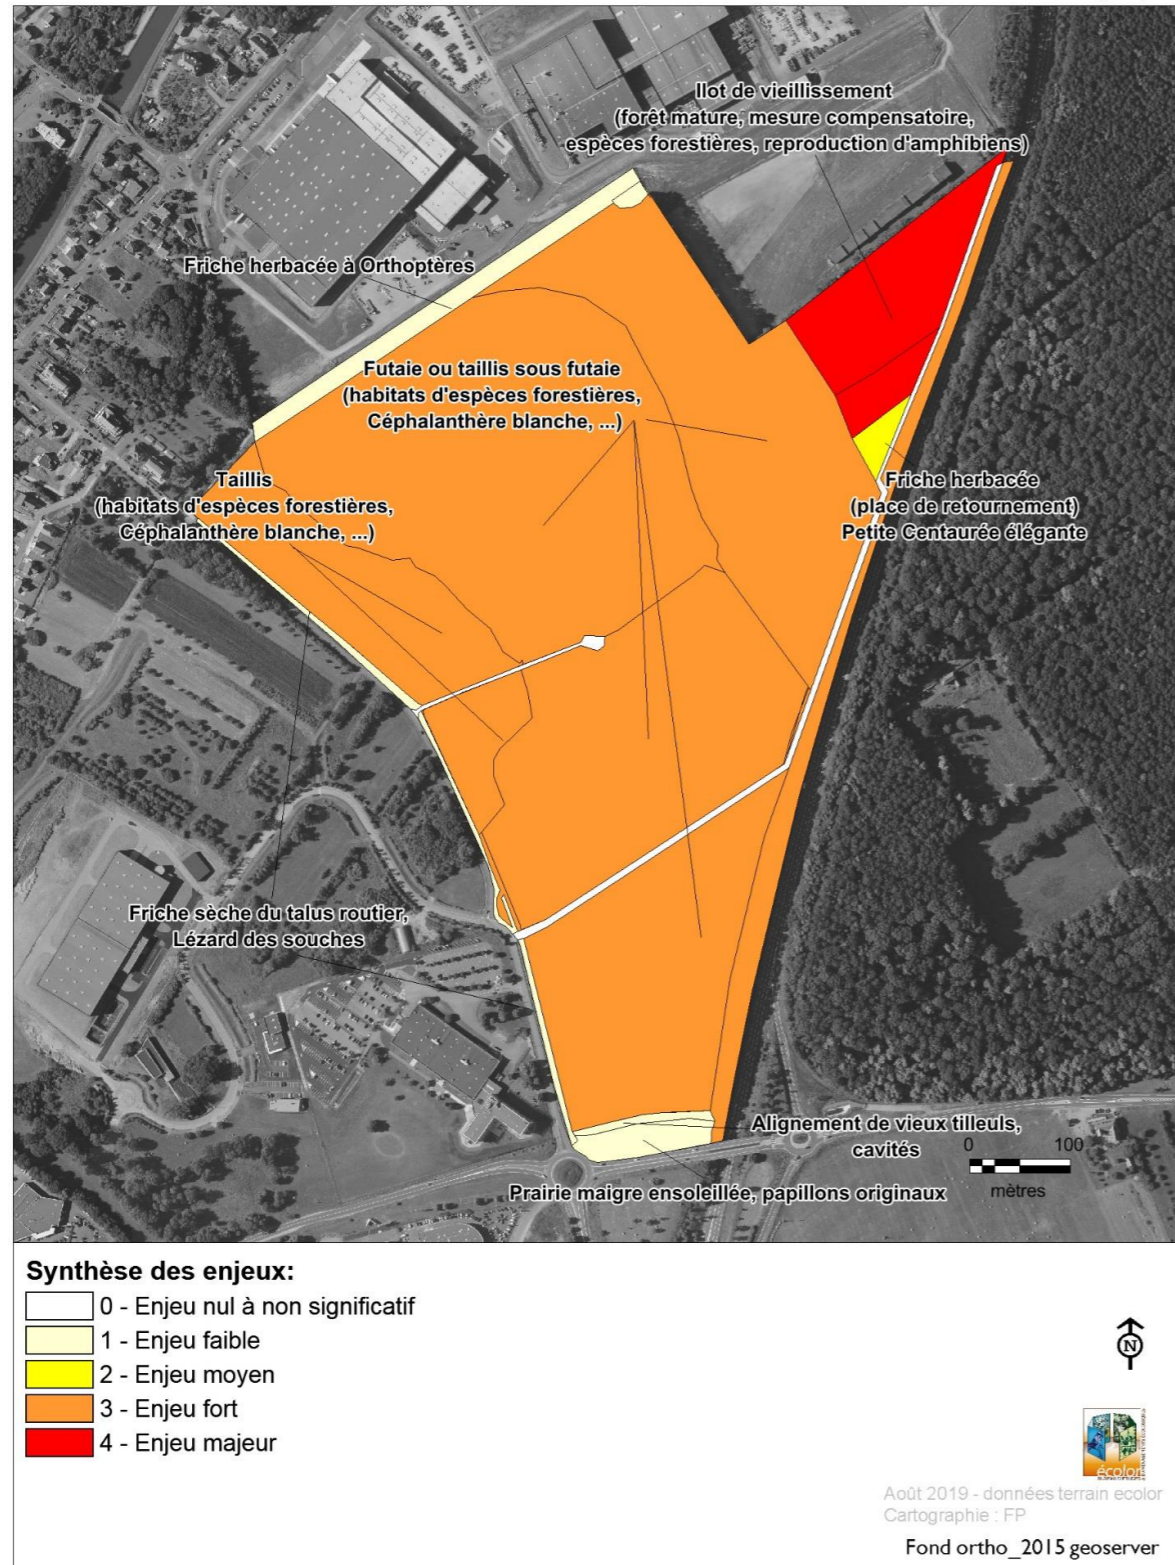 Ilot de vieillissement
(forêt mature, mesure compensatoire,
espèces forestières, reproduction d'amphibiens)
Friche herbacée à Orthoptères
Futaie ou taillis sous futaie
(habitats d'espèces forestières,
Céphalanthère blanche, ...)
Taillis
(habitats d'espèces forestières,
Céphalanthère blanche, ...)
Friche herbacée
(place de retournement)
Petite Centaurée élégante
Friche sèche du talus routier,
Lézard des souches
Alignement de vieux tilleuls,
cavités
0 100
mètres
Prairie maigre ensoleillée, papillons originaux
Synthèse des enjeux:
0 - Enjeu nul à non significatif
1 - Enjeu faible
2 - Enjeu moyen
3 - Enjeu fort
4 - Enjeu majeur
N
écolor
Août 2019 - données terrain ecolor
Cartographie : FP
Fond ortho_2015 geoserver